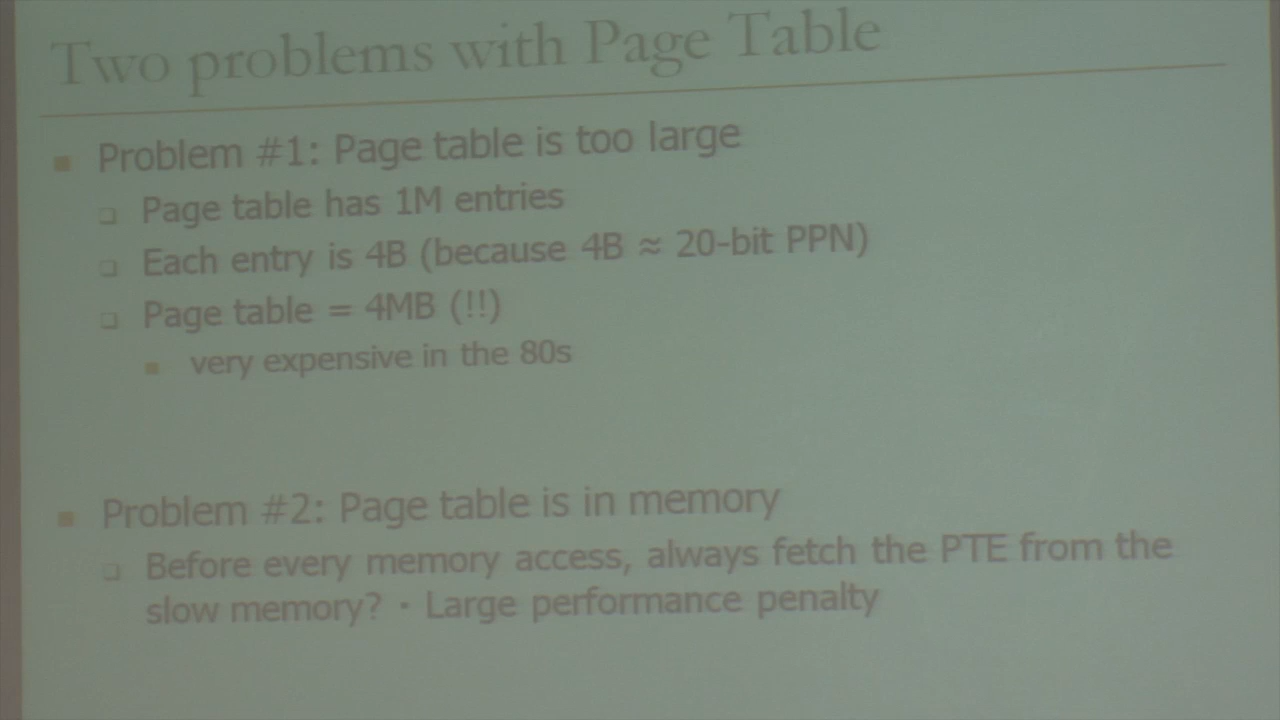 Two problems with Page Table
Problem #1: Page table is too large
Page table has 1M entries
Each entry is 4B (because 4B ≈ 20-bit PPN)
Page table = 4MB (!!)
very expensive in the 80s
Problem #2: Page table is in memory
Before every memory access, always fetch the PTE from the
slow memory? · Large performance penalty